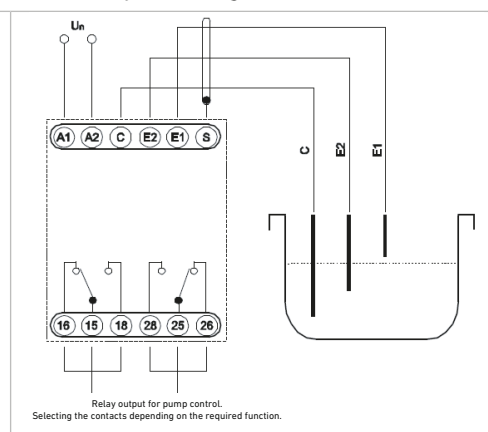 Un
A1 A2 C E2 E1 S
C E2 E1
16 15 18 28 25 26
Relay output for pump control.
Selecting the contacts depending on the required function.